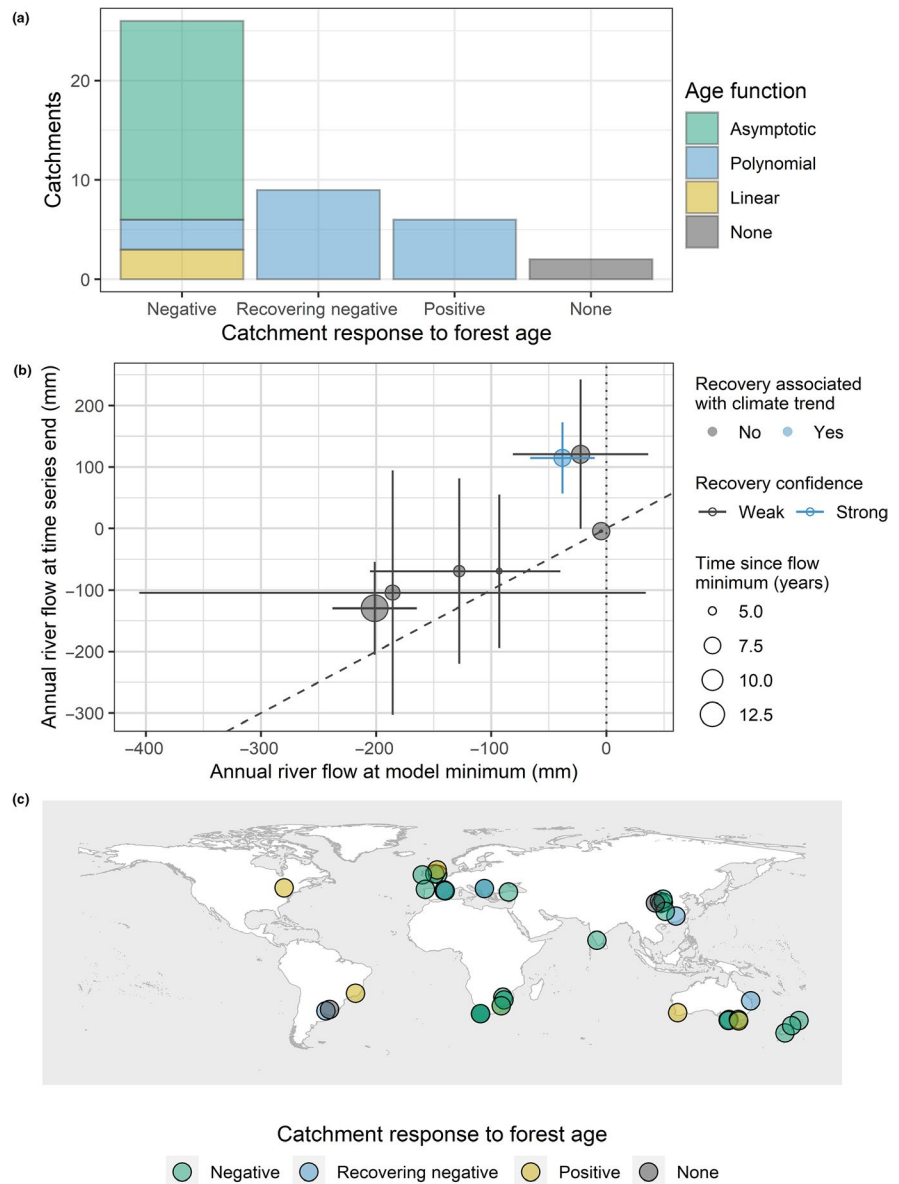 (a)
Catchments
20
10
0
Negative
Recovering negative
Positive
None
Catchment response to forest age
Age function
Asymptotic
Polynomial
Linear
None
(b)
Annual river flow at time series end (mm)
200
100
0
−100
−200
−300
−400
−300
−200
−100
0
Annual river flow at model minimum (mm)
Recovery associated
with climate trend
No
Yes
Recovery confidence
Weak
Strong
Time since flow
minimum (years)
5.0
7.5
10.0
12.5
(c)
Catchment response to forest age
Negative
Recovering negative
Positive
None